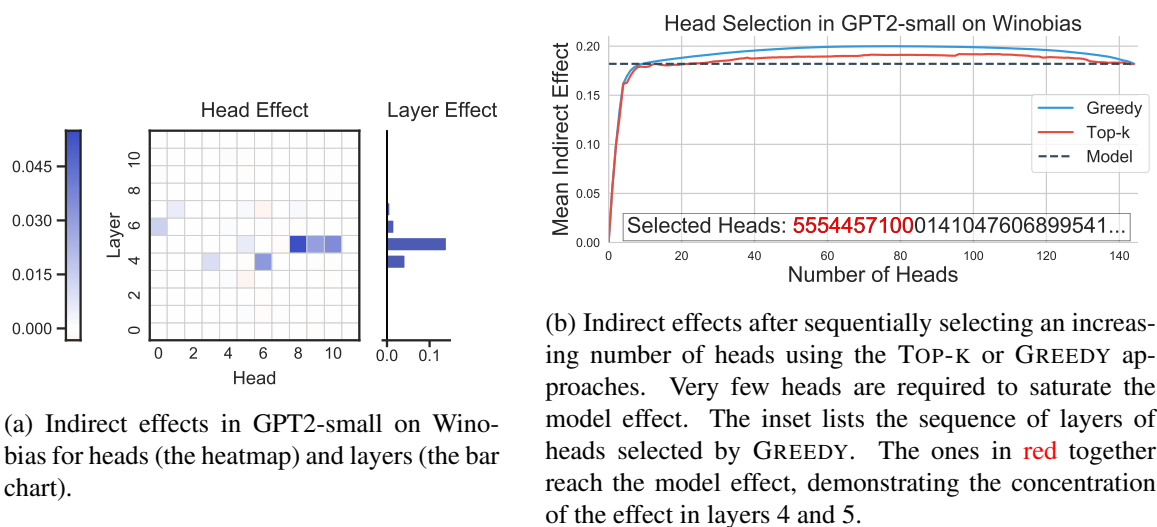 Head Effect
Layer Effect
0.045
0.030
0.015
0.000
Layer
10
8
6
4
2
0
0 2 4 6 8 10
Head
0.0 0.1
(a) Indirect effects in GPT2-small on Wino-
bias for heads (the heatmap) and layers (the bar
chart).
Head Selection in GPT2-small on Winobias
Mean Indirect Effect
0.20
0.15
0.10
0.05
0.00
Greedy
Top-k
Model
Selected Heads: 55544571000141047606899541...
0 20 40 60 80 100 120 140
Number of Heads
(b) Indirect effects after sequentially selecting an increas-
ing number of heads using the TOP-K or GREEDY ap-
proaches. Very few heads are required to saturate the
model effect. The inset lists the sequence of layers of
heads selected by GREEDY. The ones in red together
reach the model effect, demonstrating the concentration
of the effect in layers 4 and 5.